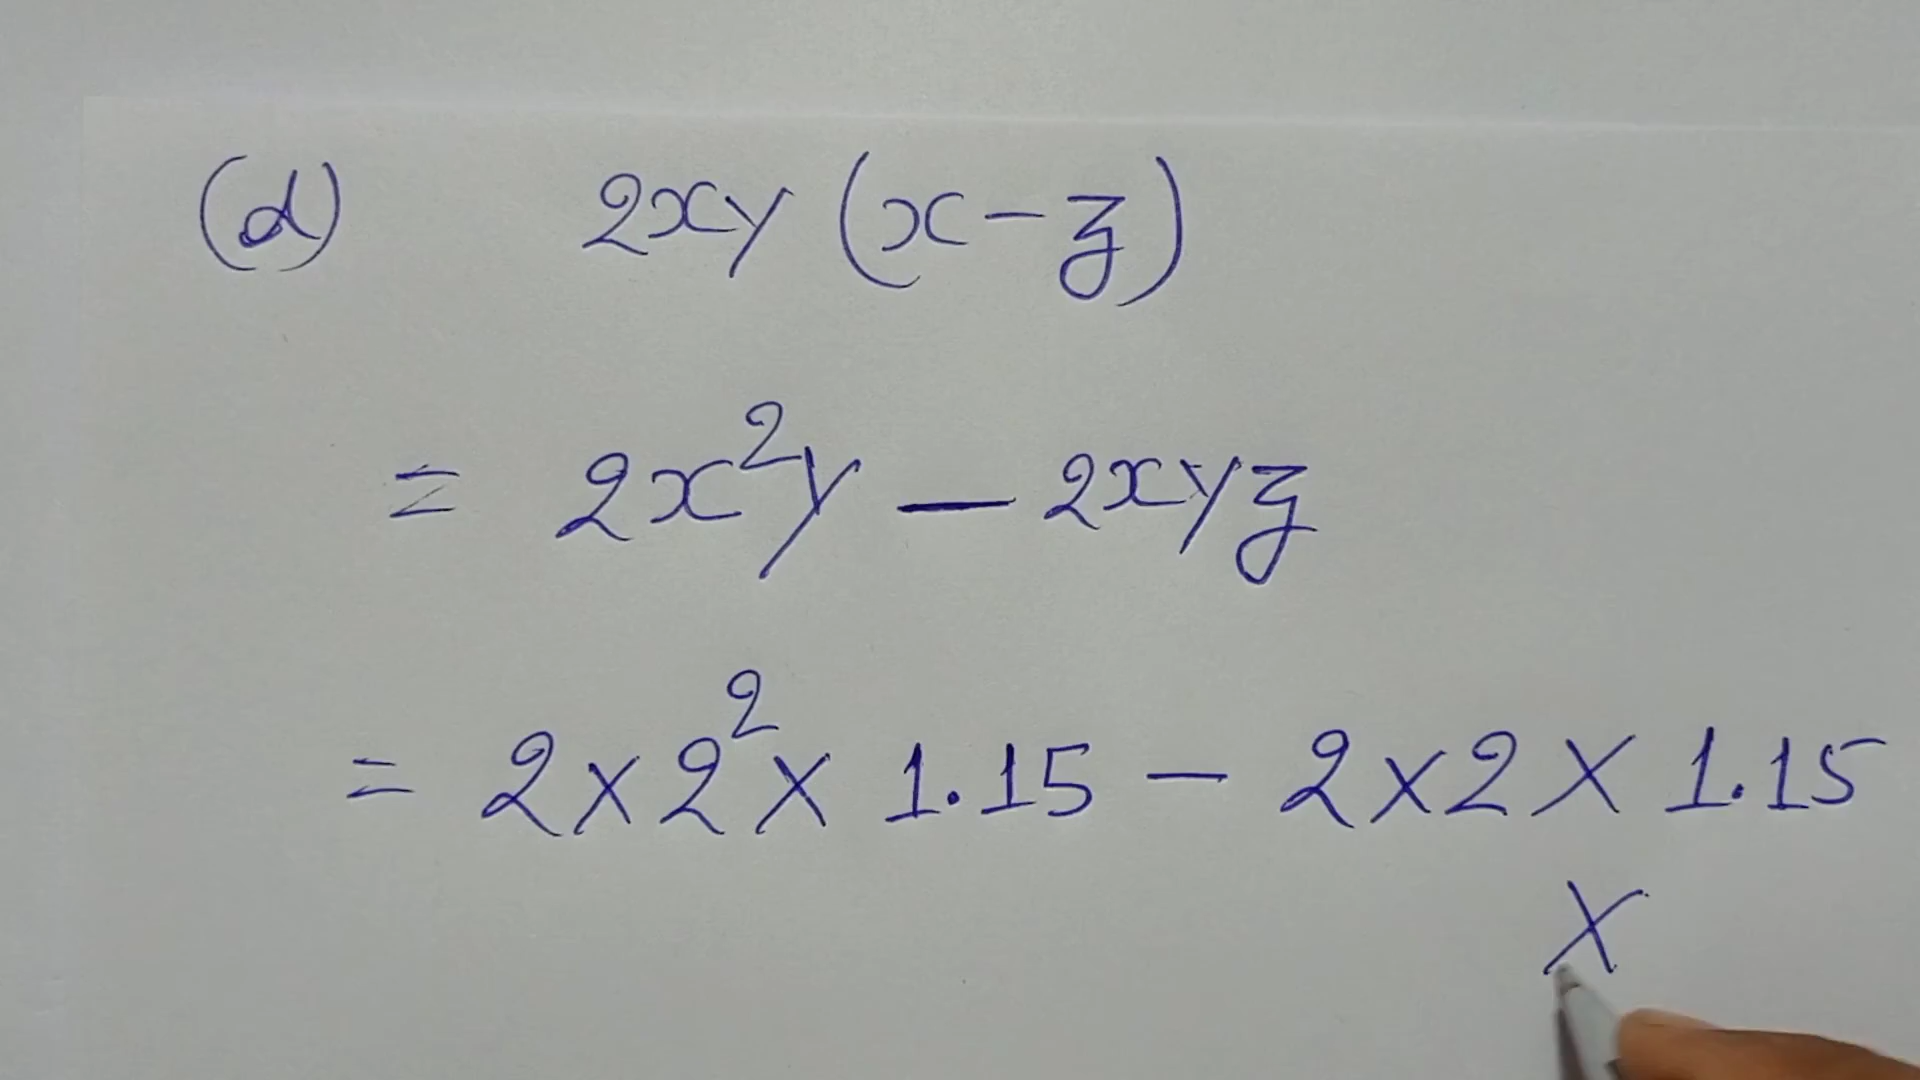 (d) 2xy (x - z)
= 2x²y - 2xyz
= 2 × 2² × 1.15 - 2 × 2 × 1.15
×